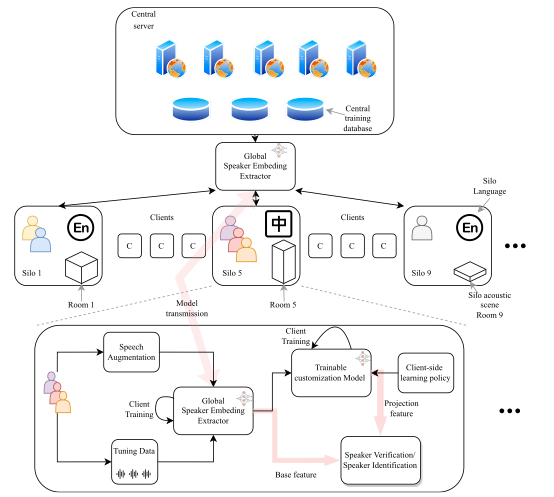 Central
server
Central
training
database
Global
Speaker Embeding
Extractor
Silo
Language
En
Clients
中
Clients
En
C C C
C C C
Silo 1
Silo 5
Silo 9
Room 1
Room 5
Silo acoustic
scene
Room 9
Model
transmission
Speech
Augmentation
Client
Training
Trainable
customization Model
Client-side
learning policy
Client
Training
Global
Speaker Embeding
Extractor
Projection
feature
Tuning Data
Base feature
Speaker Verification/
Speaker Identification